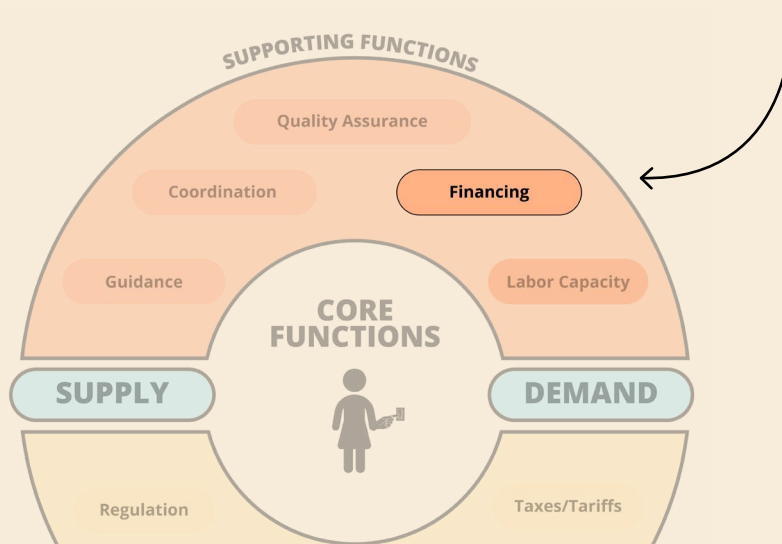 SUPPORTING FUNCTIONS
Quality Assurance
Coordination
Financing
Guidance
Labor Capacity
CORE
FUNCTIONS
SUPPLY
DEMAND
Regulation
Taxes/Tariffs